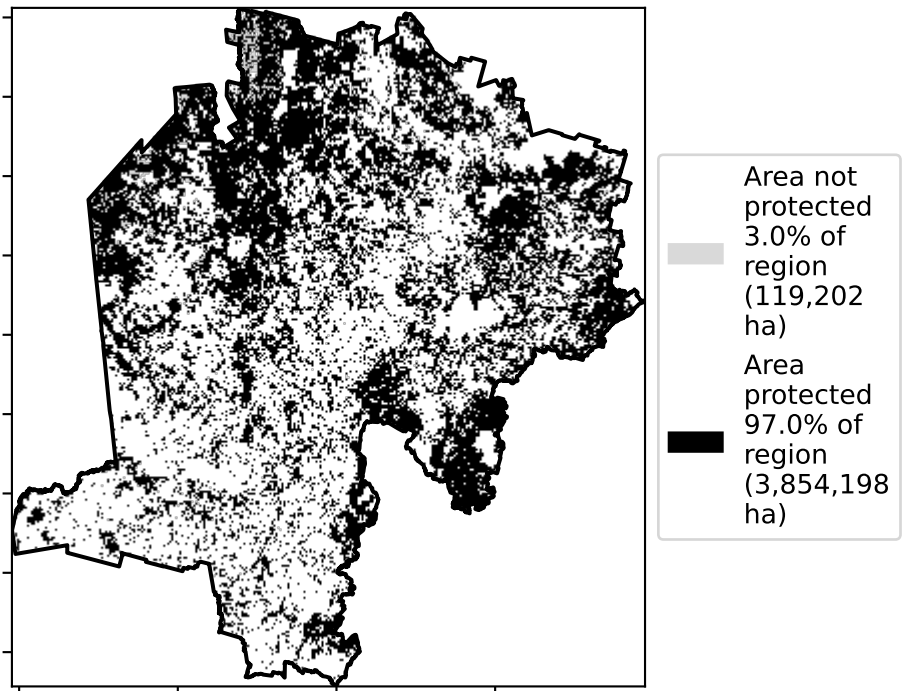 Area not
protected
3.0% of
region
(119,202
ha)
Area
protected
97.0% of
region
(3,854,198
ha)